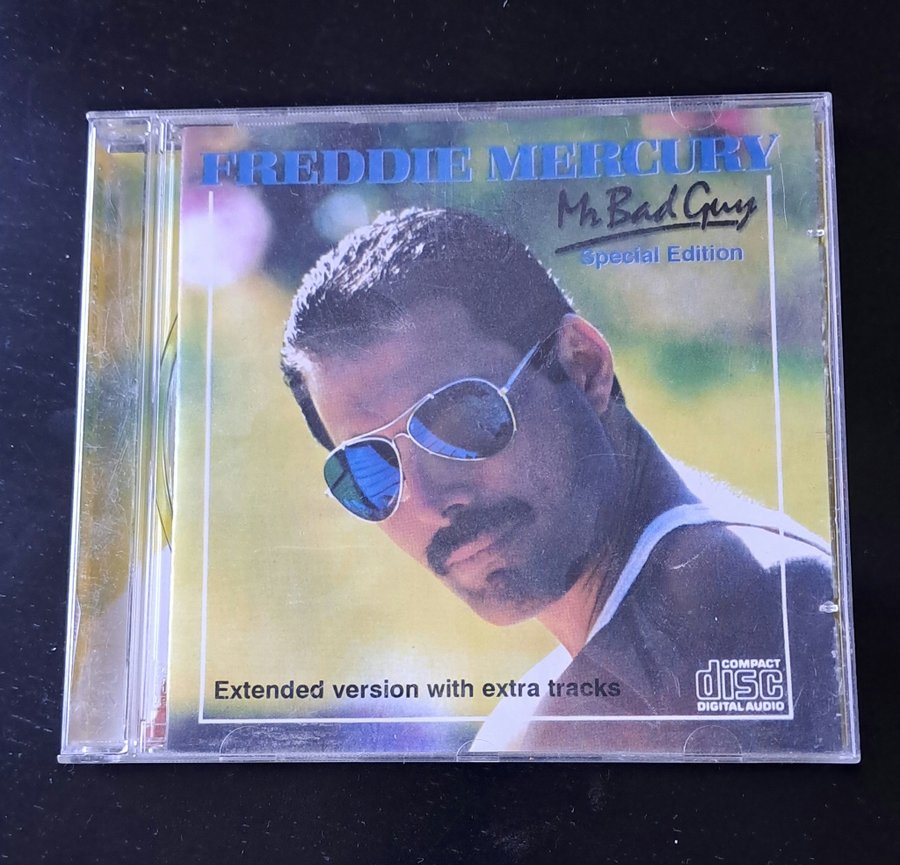 FREDDIE MERCURY
Mr Bad Guy
Special Edition
Extended version with extra tracks
COMPACT
disc
DIGITAL AUDIO